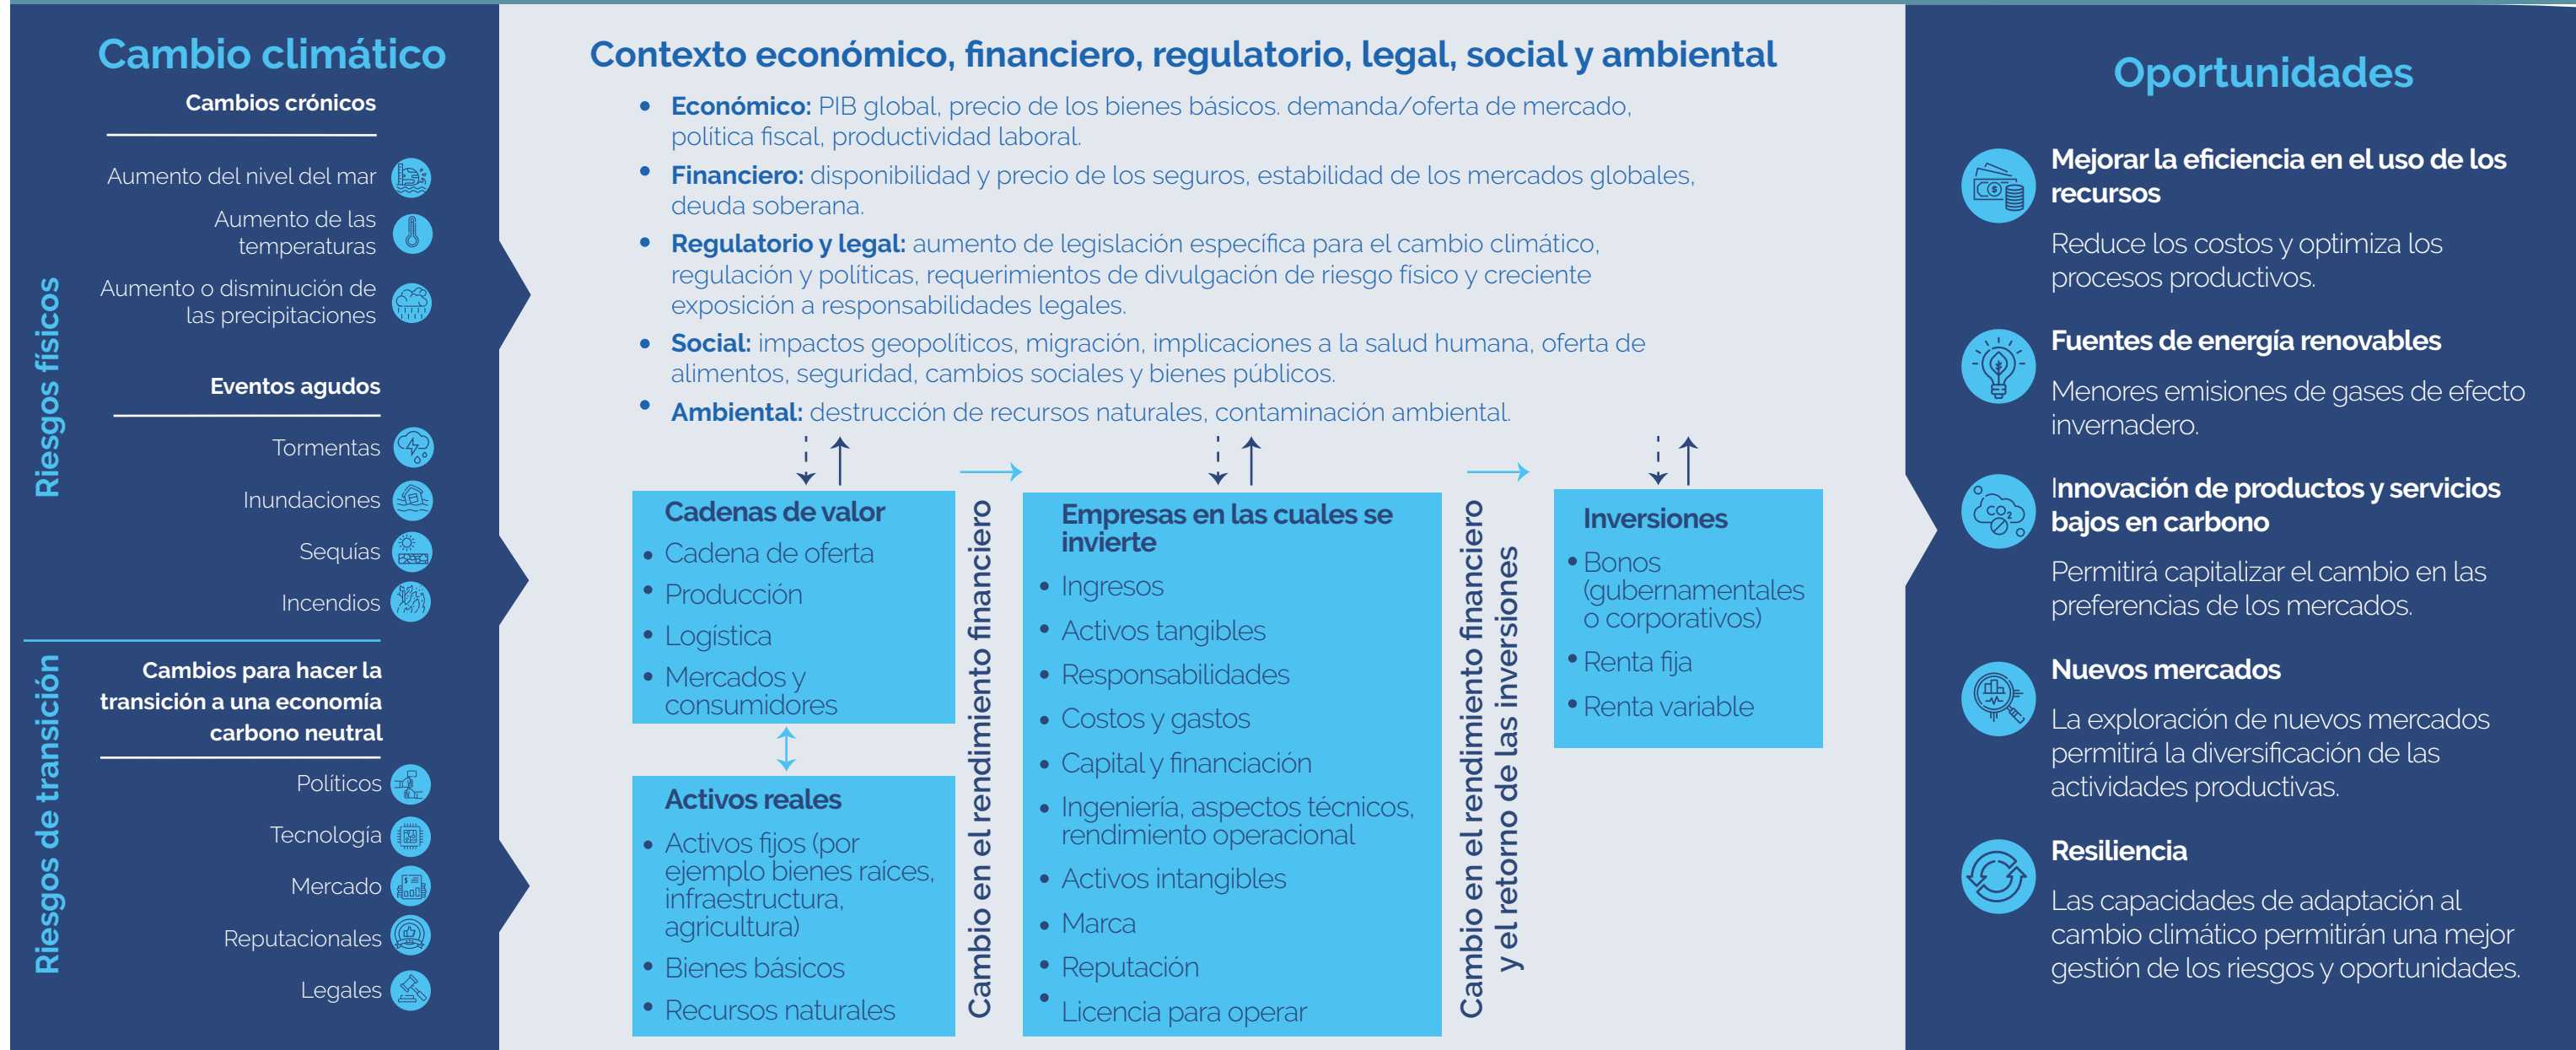 Cambio climático
Riesgos físicos
Cambios crónicos
Aumento del nivel del mar
Aumento de las
temperaturas
Aumento o disminución de
las precipitaciones
Eventos agudos
Tormentas
Inundaciones
Sequías
Incendios
Riesgos de transición
Cambios para hacer la
transición a una economía
carbono neutral
Políticos
Tecnología
Mercado
Reputacionales
Legales
Contexto económico, financiero, regulatorio, legal, social y ambiental
• Económico: PIB global, precio de los bienes básicos. demanda/oferta de mercado,
política fiscal, productividad laboral.
• Financiero: disponibilidad y precio de los seguros, estabilidad de los mercados globales,
deuda soberana.
• Regulatorio y legal: aumento de legislación específica para el cambio climático,
regulación y políticas, requerimientos de divulgación de riesgo físico y creciente
exposición a responsabilidades legales.
• Social: impactos geopolíticos, migración, implicaciones a la salud humana, oferta de
alimentos, seguridad, cambios sociales y bienes públicos.
• Ambiental: destrucción de recursos naturales, contaminación ambiental.
Cadenas de valor
• Cadena de oferta
• Producción
• Logística
• Mercados y
consumidores
Activos reales
• Activos fijos (por
ejemplo bienes raíces,
infraestructura,
agricultura)
• Bienes básicos
• Recursos naturales
Cambio en el rendimiento financiero
Empresas en las cuales se
invierte
• Ingresos
• Activos tangibles
• Responsabilidades
• Costos y gastos
• Capital y financiación
• Ingeniería, aspectos técnicos,
rendimiento operacional
• Activos intangibles
• Marca
• Reputación
• Licencia para operar
Cambio en el rendimiento financiero
y el retorno de las inversiones
Inversiones
• Bonos
(gubernamentales
o corporativos)
• Renta fija
• Renta variable
Oportunidades
Mejorar la eficiencia en el uso de los
recursos
Reduce los costos y optimiza los
procesos productivos.
Fuentes de energía renovables
Menores emisiones de gases de efecto
invernadero.
CO2
Innovación de productos y servicios
bajos en carbono
Permitirá capitalizar el cambio en las
preferencias de los mercados.
Nuevos mercados
La exploración de nuevos mercados
permitirá la diversificación de las
actividades productivas.
Resiliencia
Las capacidades de adaptación al
cambio climático permitirán una mejor
gestión de los riesgos y oportunidades.